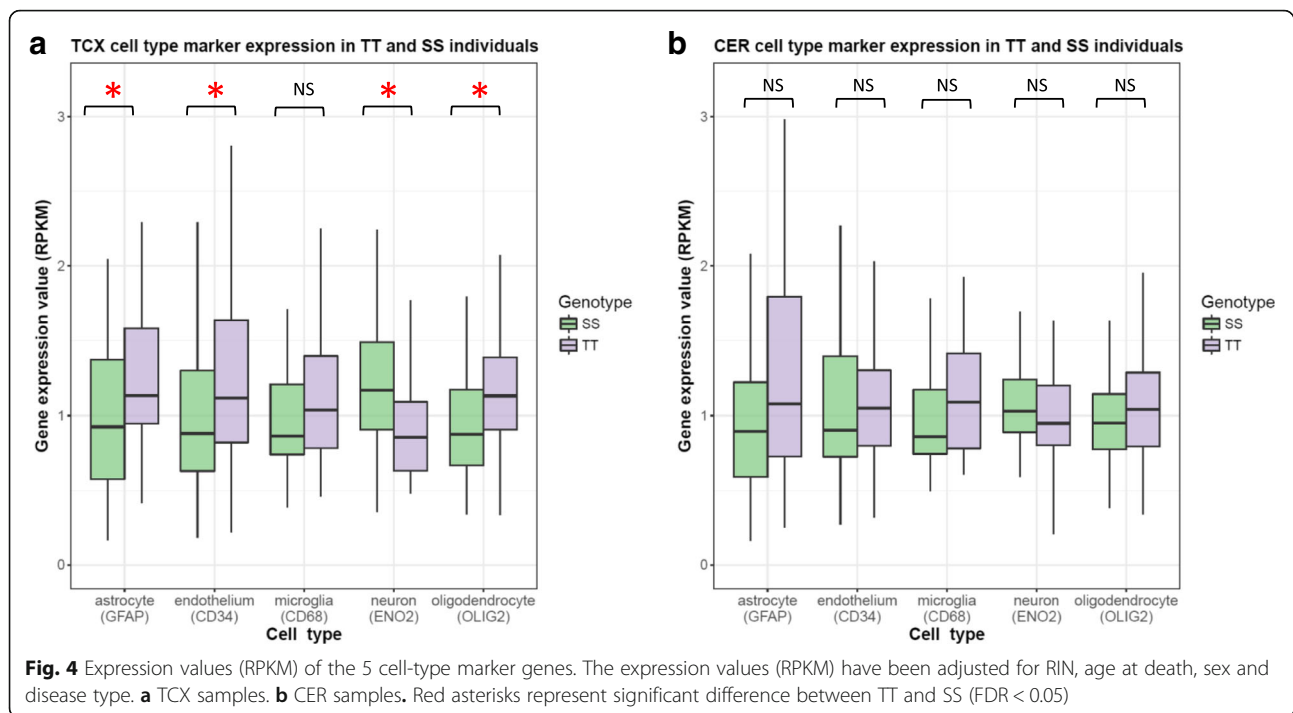 a
TCX cell type marker expression in TT and SS individuals
* * NS * *
3
2
1
0
Gene expression value (RPKM)
astrocyte endothelium microglia neuron oligodendrocyte
(GFAP) (CD34) (CD68) (ENO2) (OLIG2)
Cell type
Genotype
SS
TT
b
CER cell type marker expression in TT and SS individuals
NS NS NS NS NS
3
2
1
0
Gene expression value (RPKM)
astrocyte endothelium microglia neuron oligodendrocyte
(GFAP) (CD34) (CD68) (ENO2) (OLIG2)
Cell type
Genotype
SS
TT
Fig. 4 Expression values (RPKM) of the 5 cell-type marker genes. The expression values (RPKM) have been adjusted for RIN, age at death, sex and
disease type. a TCX samples. b CER samples. Red asterisks represent significant difference between TT and SS (FDR < 0.05)